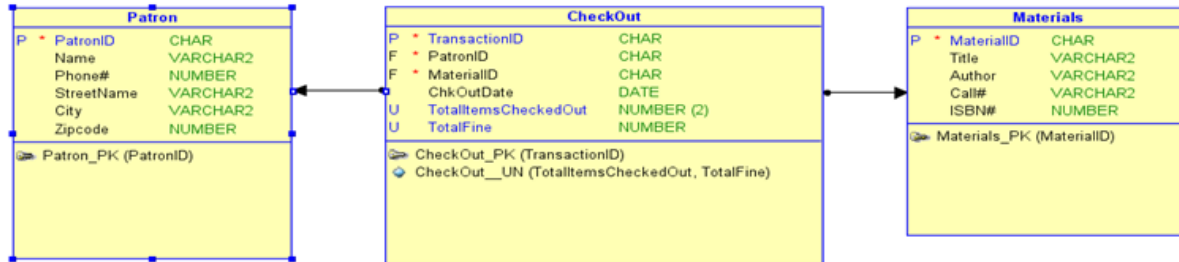 Patron
P * PatronID CHAR
Name VARCHAR2
Phone# NUMBER
StreetName VARCHAR2
City VARCHAR2
Zipcode NUMBER
Patron_PK (PatronID)
CheckOut
P * TransactionID CHAR
F * PatronID CHAR
F * MaterialID CHAR
ChkOutDate DATE
U TotalItemsCheckedOut NUMBER (2)
U TotalFine NUMBER
CheckOut_PK (TransactionID)
CheckOut__UN (TotalItemsCheckedOut, TotalFine)
Materials
P * MaterialID CHAR
Title VARCHAR2
Author VARCHAR2
Call# VARCHAR2
ISBN# NUMBER
Materials_PK (MaterialID)